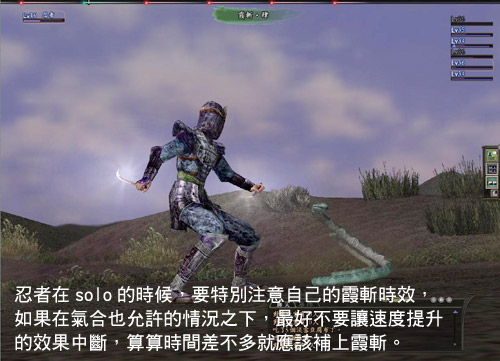 霞斬・肆
忍者在 solo 的時候，要特別注意自己的霞斬時效，
如果在氣合也允許的情況之下，最好不要讓速度提升
的效果中斷，算算時間差不多就應該補上霞斬。